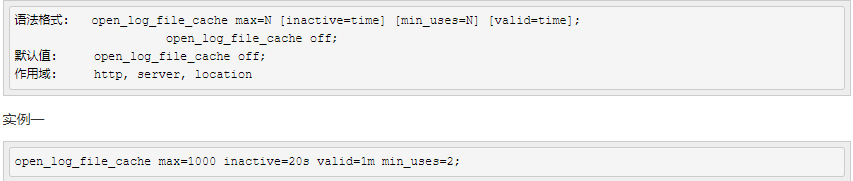 语法格式: open_log_file_cache max=N [inactive=time] [min_uses=N] [valid=time];
open_log_file_cache off;
默认值: open_log_file_cache off;
作用域: http, server, location
实例一
open_log_file_cache max=1000 inactive=20s valid=1m min_uses=2;